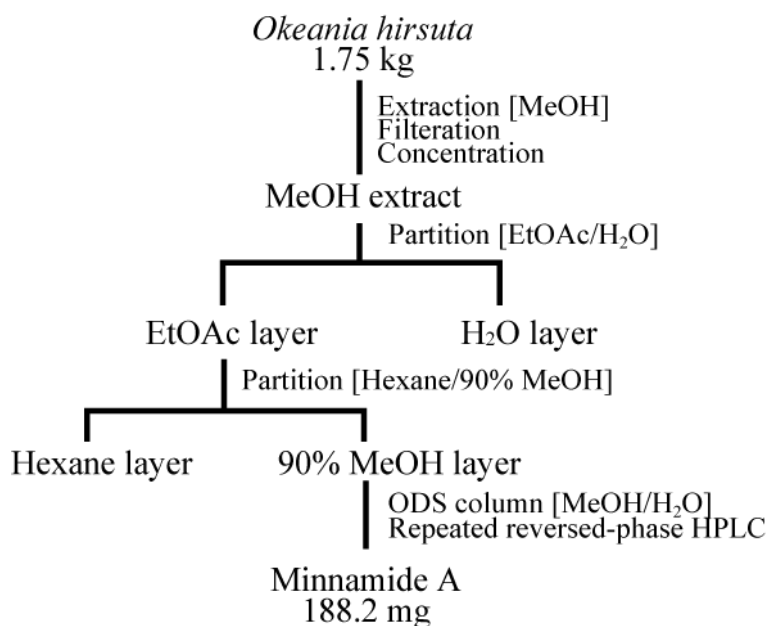 Okeania hirsuta
1.75 kg
Extraction [MeOH]
Filteration
Concentration
MeOH extract
Partition [EtOAc/H₂O]
EtOAc layer
H₂O layer
Partition [Hexane/90% MeOH]
Hexane layer
90% MeOH layer
ODS column [MeOH/H₂O]
Repeated reversed-phase HPLC
Minnamide A
188.2 mg